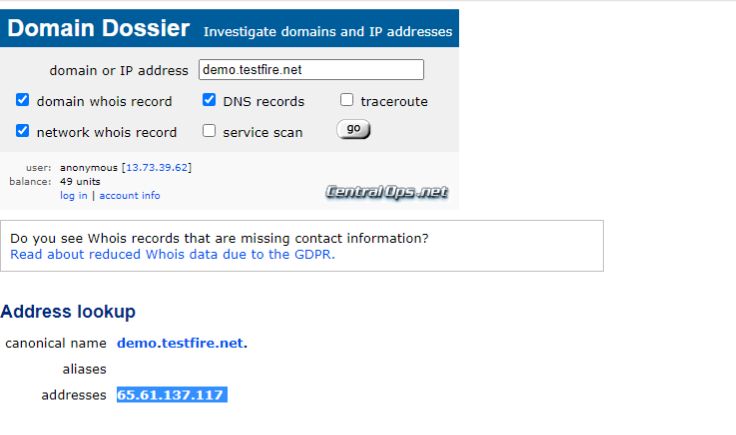 Domain Dossier Investigate domains and IP addresses
domain or IP address demo.testfire.net
domain whois record DNS records traceroute
network whois record service scan go
user: anonymous [13.73.39.62]
balance: 49 units
log in | account info
CentralOps.net
Do you see Whois records that are missing contact information?
Read about reduced Whois data due to the GDPR.
Address lookup
canonical name demo.testfire.net.
aliases
addresses 65.61.137.117